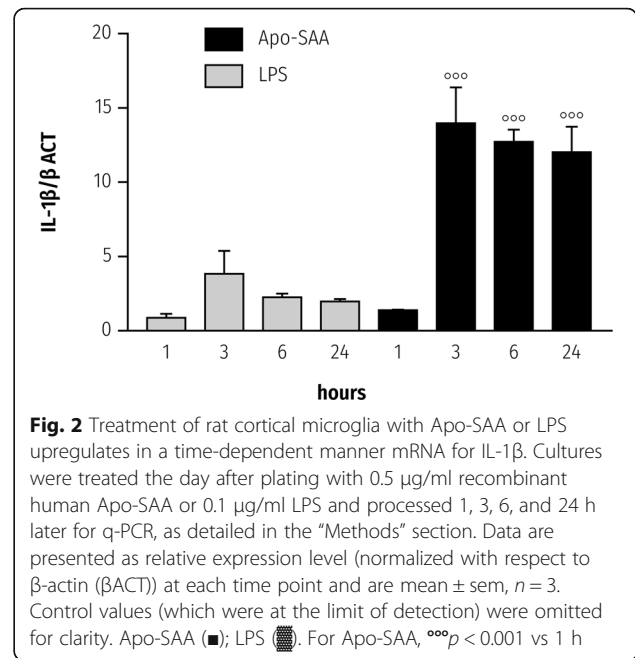 20
Apo-SAA
LPS
°°°
°°°
°°°
15
10
5
0
IL-1β/β ACT
1 3 6 24 1 3 6 24
hours
Fig. 2 Treatment of rat cortical microglia with Apo-SAA or LPS
upregulates in a time-dependent manner mRNA for IL-1β. Cultures
were treated the day after plating with 0.5 μg/ml recombinant
human Apo-SAA or 0.1 μg/ml LPS and processed 1, 3, 6, and 24 h
later for q-PCR, as detailed in the “Methods” section. Data are
presented as relative expression level (normalized with respect to
β-actin (βACT)) at each time point and are mean ± sem, n = 3.
Control values (which were at the limit of detection) were omitted
for clarity. Apo-SAA (■); LPS (▓). For Apo-SAA, °°°p < 0.001 vs 1 h